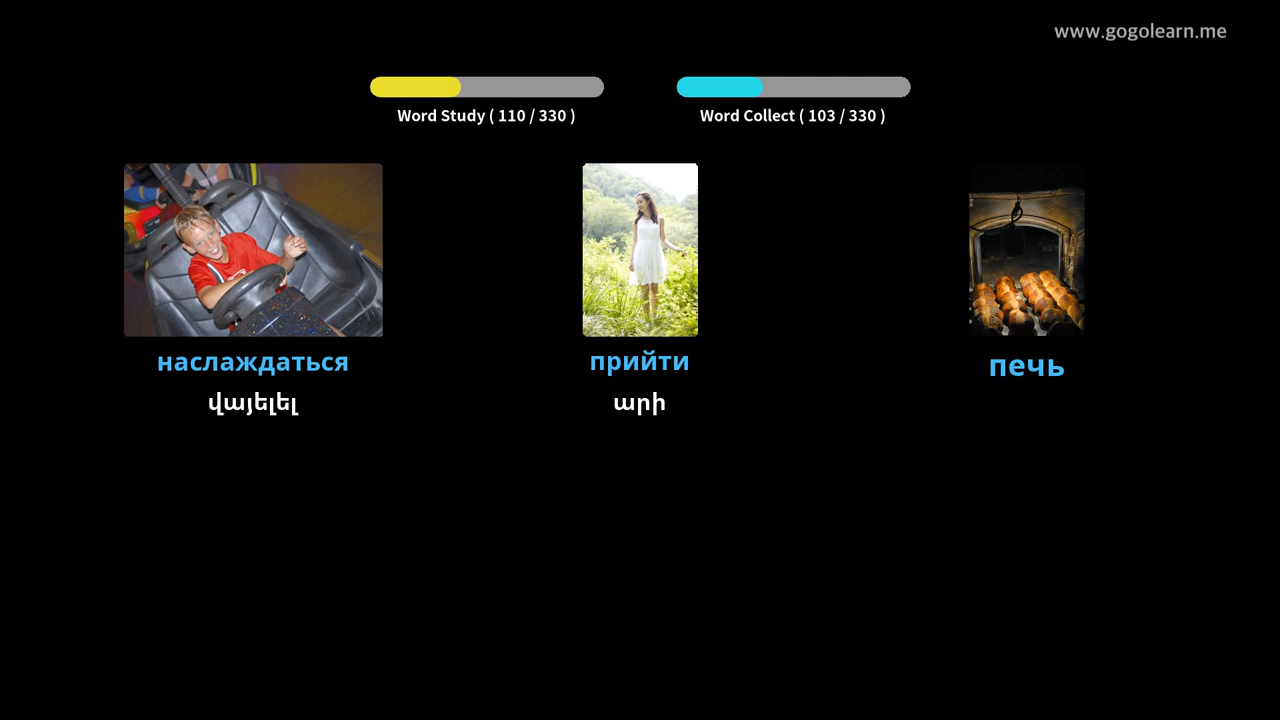 www.gogolearn.me
Word Study ( 110 / 330 )
Word Collect ( 103 / 330 )
наслаждаться
վայելել
прийти
արի
печь